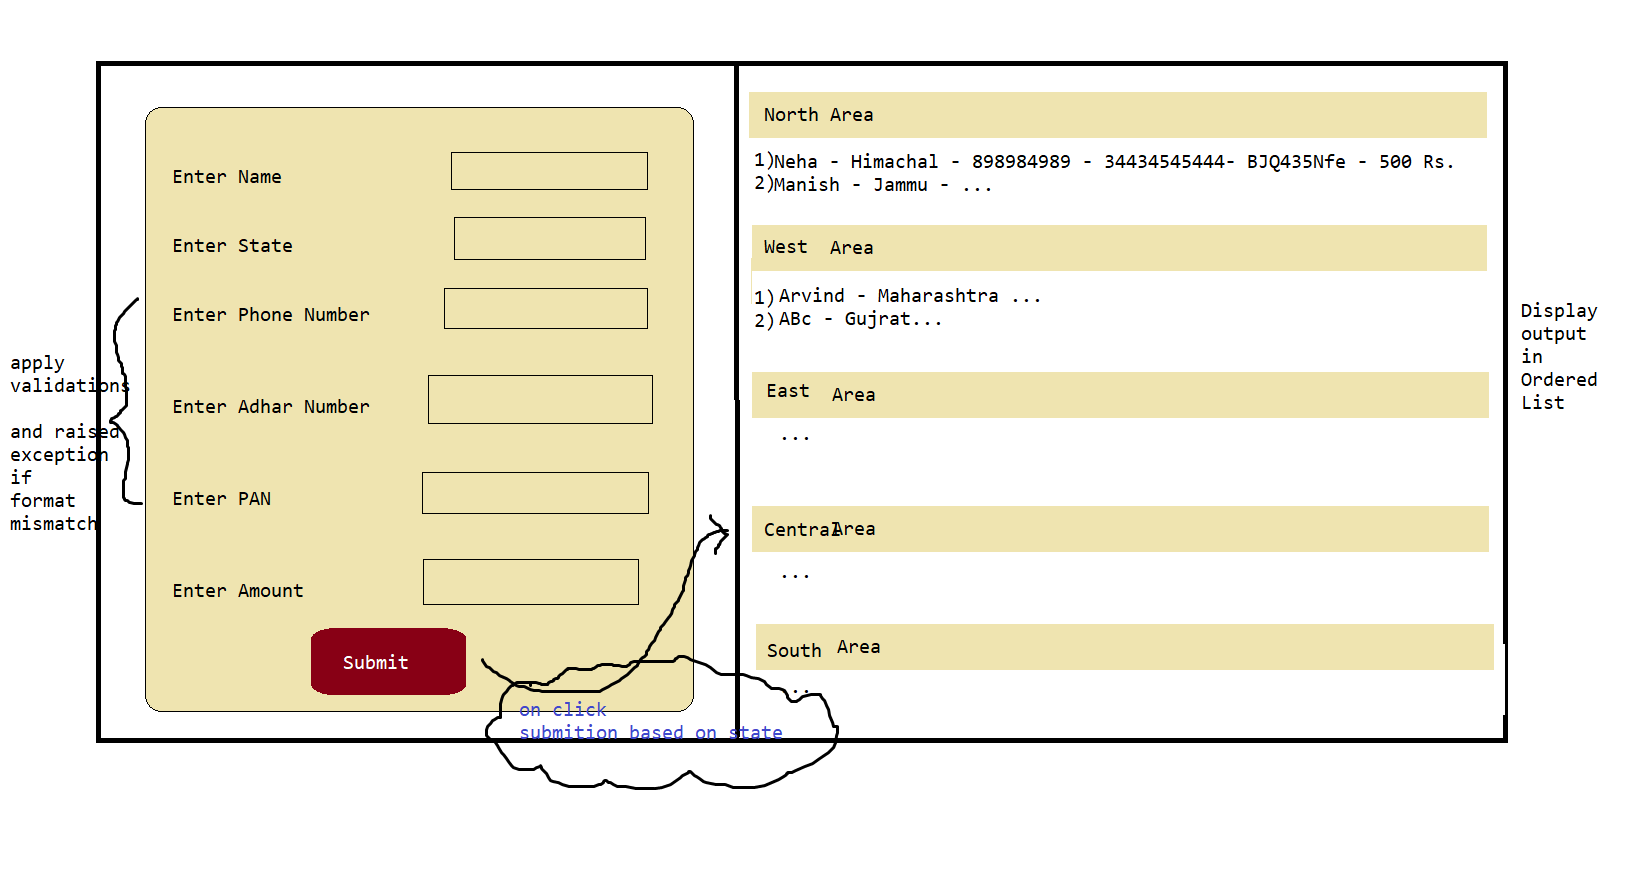 Enter Name
Enter State
Enter Phone Number
Enter Adhar Number
Enter PAN
Enter Amount
Submit
apply
validations
and raised
exception
if
format
mismatch
on click
submition based on state
North Area
1)Neha - Himachal - 898984989 - 34434545444- BJQ435Nfe - 500 Rs.
2)Manish - Jammu - ...
West Area
1) Arvind - Maharashtra ...
2) ABc - Gujrat...
East Area
...
Central Area
...
South Area
...
Display
output
in
Ordered
List